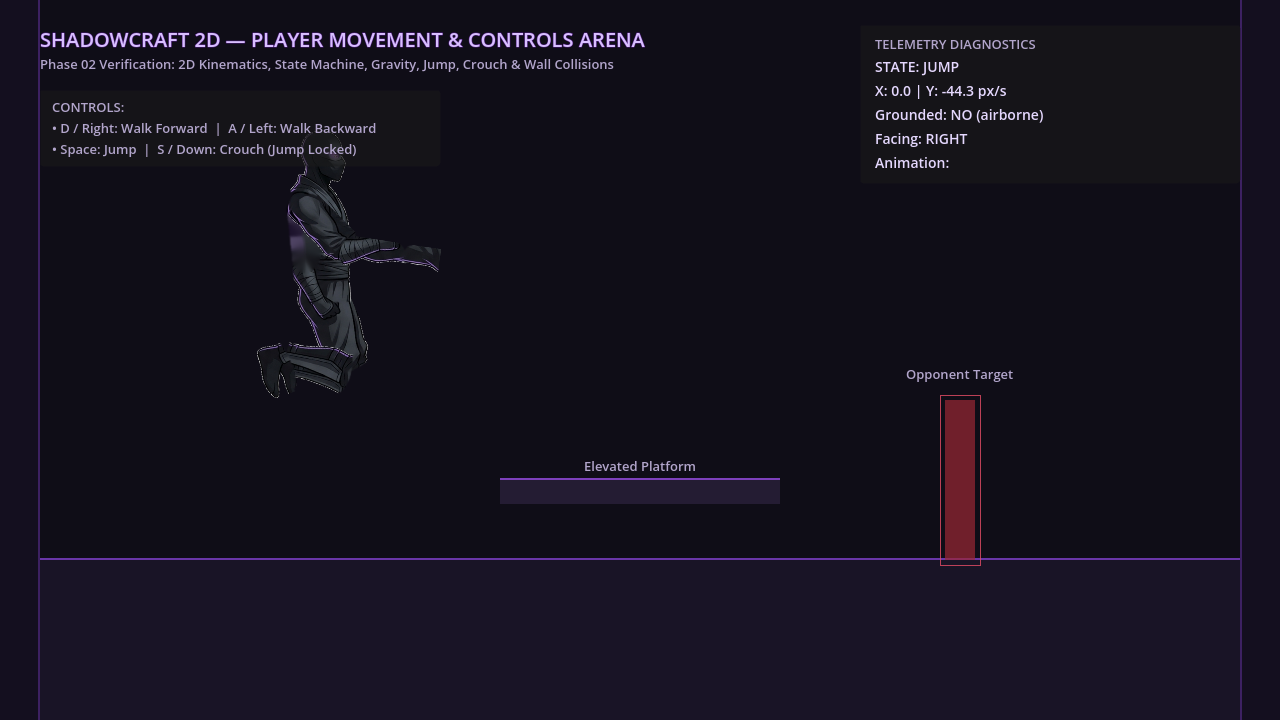 SHADOWCRAFT 2D — PLAYER MOVEMENT & CONTROLS ARENA
Phase 02 Verification: 2D Kinematics, State Machine, Gravity, Jump, Crouch & Wall Collisions
CONTROLS:
• D / Right: Walk Forward | A / Left: Walk Backward
• Space: Jump | S / Down: Crouch (Jump Locked)
TELEMETRY DIAGNOSTICS
STATE: JUMP
X: 0.0 | Y: -44.3 px/s
Grounded: NO (airborne)
Facing: RIGHT
Animation:
Opponent Target
Elevated Platform